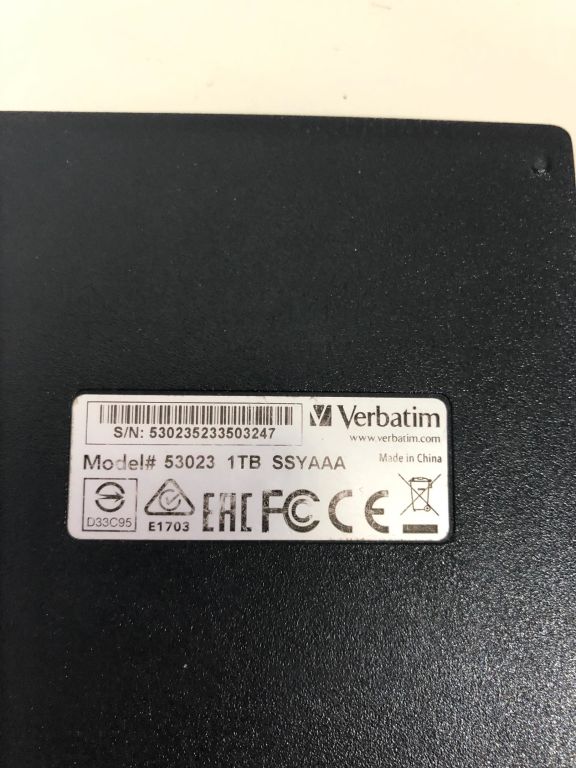 S/N: 530235233503247
Verbatim
www.verbatim.com
Model# 53023 1TB SSYAAA
Made in China
D33C95
E1703
EAC
FC
CE